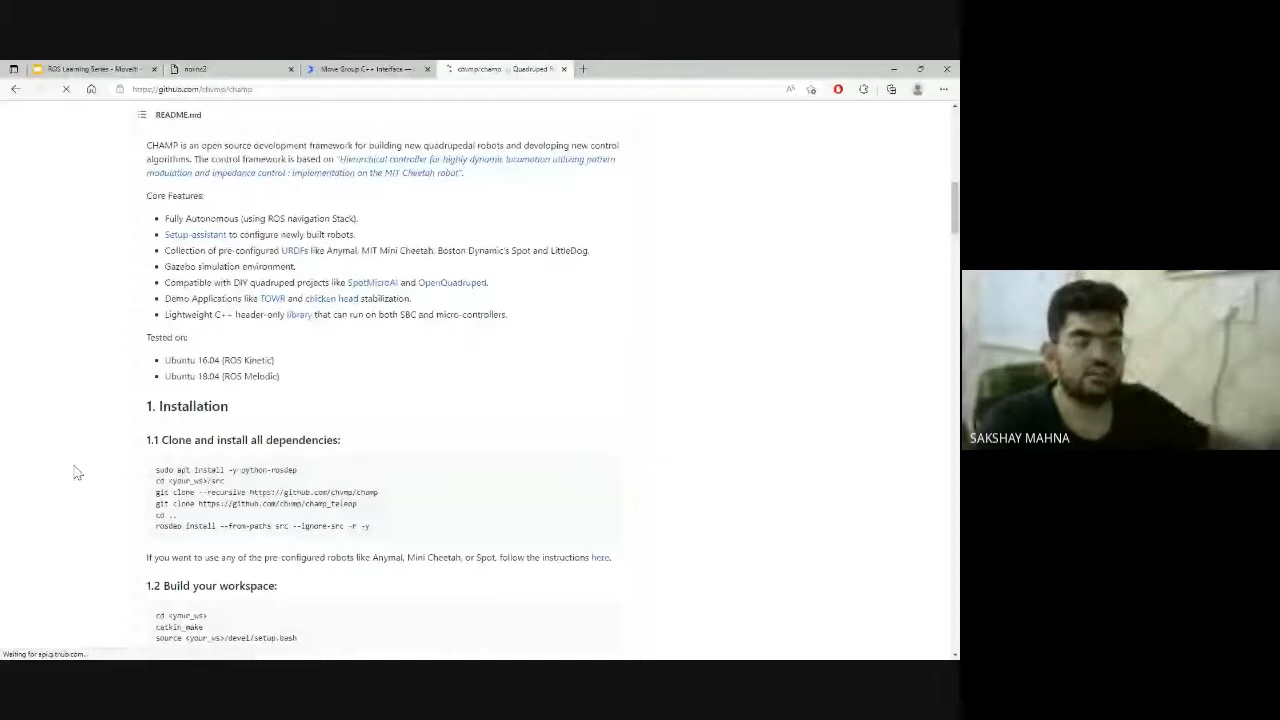 ROS Learning Series - Moveit!
novnc2
Move Group C++ Interface —
chvmp/champ Quadruped R
https://github.com/chvmp/champ
README.md
CHAMP is an open source development framework for building new quadrupedal robots and developing new control
algorithms. The control framework is based on "Hierarchical controller for highly dynamic locomotion utilizing pattern
modulation and impedance control : implementation on the MIT Cheetah robot".
Core Features:
• Fully Autonomous (using ROS navigation Stack).
• Setup-assistant to configure newly built robots.
• Collection of pre-configured URDFs like Anymal, MIT Mini Cheetah, Boston Dynamic's Spot and LittleDog.
• Gazebo simulation environment.
• Compatible with DIY quadruped projects like SpotMicroAI and OpenQuadruped.
• Demo Applications like TOWR and chicken head stabilization.
• Lightweight C++ header-only library that can run on both SBC and micro-controllers.
Tested on:
• Ubuntu 16.04 (ROS Kinetic)
• Ubuntu 18.04 (ROS Melodic)
1. Installation
1.1 Clone and install all dependencies:
sudo apt install -y python-rosdep
cd <your_ws>/src
git clone --recursive https://github.com/chvmp/champ
git clone https://github.com/chvmp/champ_teleop
cd ..
rosdep install --from-paths src --ignore-src -r -y
If you want to use any of the pre-configured robots like Anymal, Mini Cheetah, or Spot, follow the instructions here.
1.2 Build your workspace:
cd <your_ws>
catkin_make
source <your_ws>/devel/setup.bash
Waiting for api.github.com...
SAKSHAY MAHNA